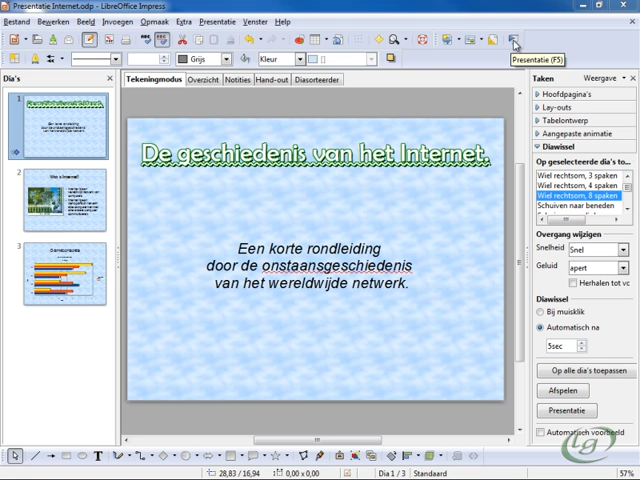 Presentatie Internet.odp - LibreOffice Impress
Bestand Bewerken Beeld Invoegen Opmaak Extra Presentatie Venster Help
Presentatie (F5)
Grijs Kleur
Dia's
Tekeningmodus Overzicht Notities Hand-out Diasorteerder
Taken Weergave
Hoofdpagina's
Lay-outs
Tabelontwerp
Aangepaste animatie
Diawissel
Op geselecteerde dia's to...
Wiel rechtsom, 3 spaken
Wiel rechtsom, 4 spaken
Wiel rechtsom, 8 spaken
Schuiven naar beneden
Overgang wijzigen
Snelheid Snel
Geluid apert
Herhalen tot vc
Diawissel
Bij muisklik
Automatisch na
5sec
Op alle dia's toepassen
Afspelen
Presentatie
Automatisch voorbeeld
1
2
3
De geschiedenis van het Internet.
Een korte rondleiding
door de onstaansgeschiedenis
van het wereldwijde netwerk.
lg
28,83 / 16,94 0,00 x 0,00 Dia 1 / 3 Standaard 57%